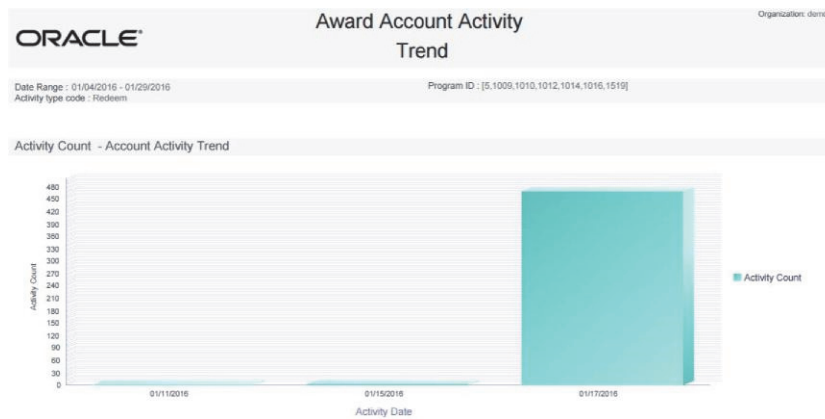 ORACLE®
Award Account Activity
Trend
Organization: demo
Date Range : 01/04/2016 - 01/29/2016
Program ID : [5,1009,1010,1012,1014,1016,1519]
Activity type code : Redeem
Activity Count - Account Activity Trend
480
450
420
390
360
330
300
270
240
210
180
150
120
90
60
30
0
Activity Count
01/11/2016
01/15/2016
01/17/2016
Activity Date
Activity Count